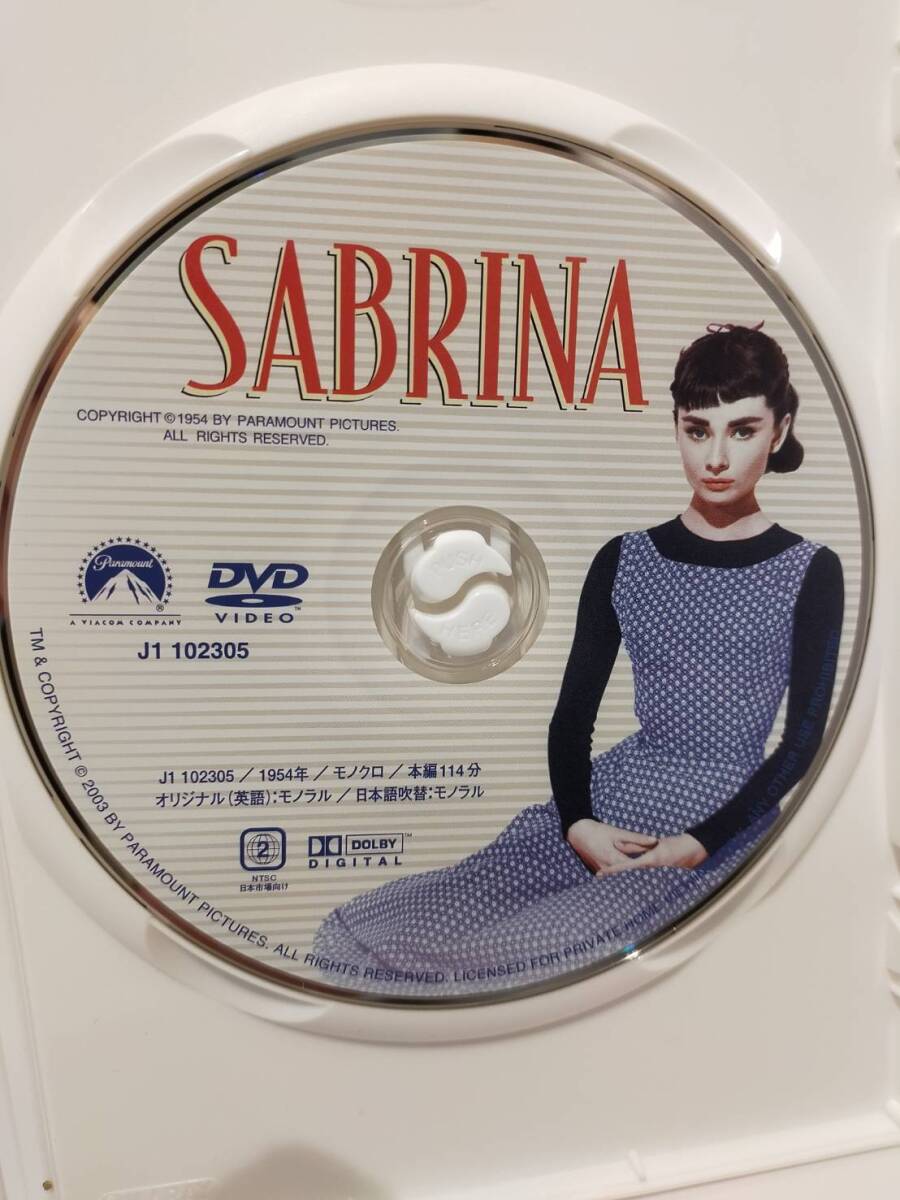 SABRINA
COPYRIGHT ©1954 BY PARAMOUNT PICTURES.
ALL RIGHTS RESERVED.
Paramount
®
A VIACOM COMPANY
DVD
VIDEO™
J1 102305
PUSH
HERE
J1 102305 / 1954年 / モノクロ / 本編114分
オリジナル(英語):モノラル / 日本語吹替:モノラル
2
NTSC
日本市場向け
DOLBY™
DIGITAL
TM & COPYRIGHT © 2003 BY PARAMOUNT PICTURES. ALL RIGHTS RESERVED. LICENSED FOR PRIVATE HOME ANY OTHER USE PROHIBITED